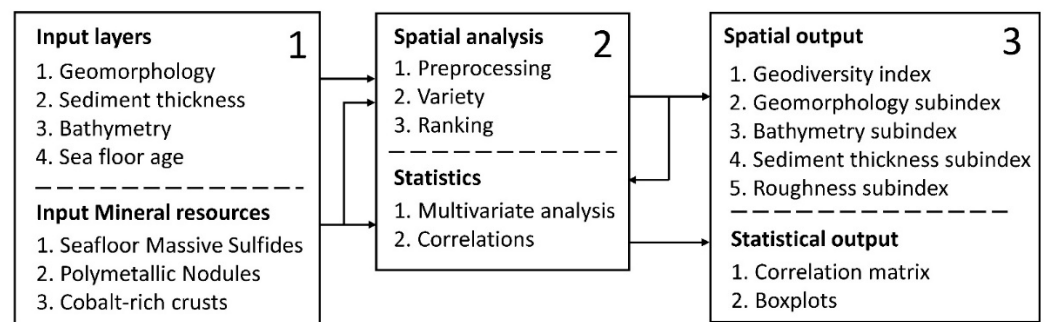 1
Input layers
1. Geomorphology
2. Sediment thickness
3. Bathymetry
4. Sea floor age
Input Mineral resources
1. Seafloor Massive Sulfides
2. Polymetallic Nodules
3. Cobalt-rich crusts
2
Spatial analysis
1. Preprocessing
2. Variety
3. Ranking
Statistics
1. Multivariate analysis
2. Correlations
3
Spatial output
1. Geodiversity index
2. Geomorphology subindex
3. Bathymetry subindex
4. Sediment thickness subindex
5. Roughness subindex
Statistical output
1. Correlation matrix
2. Boxplots